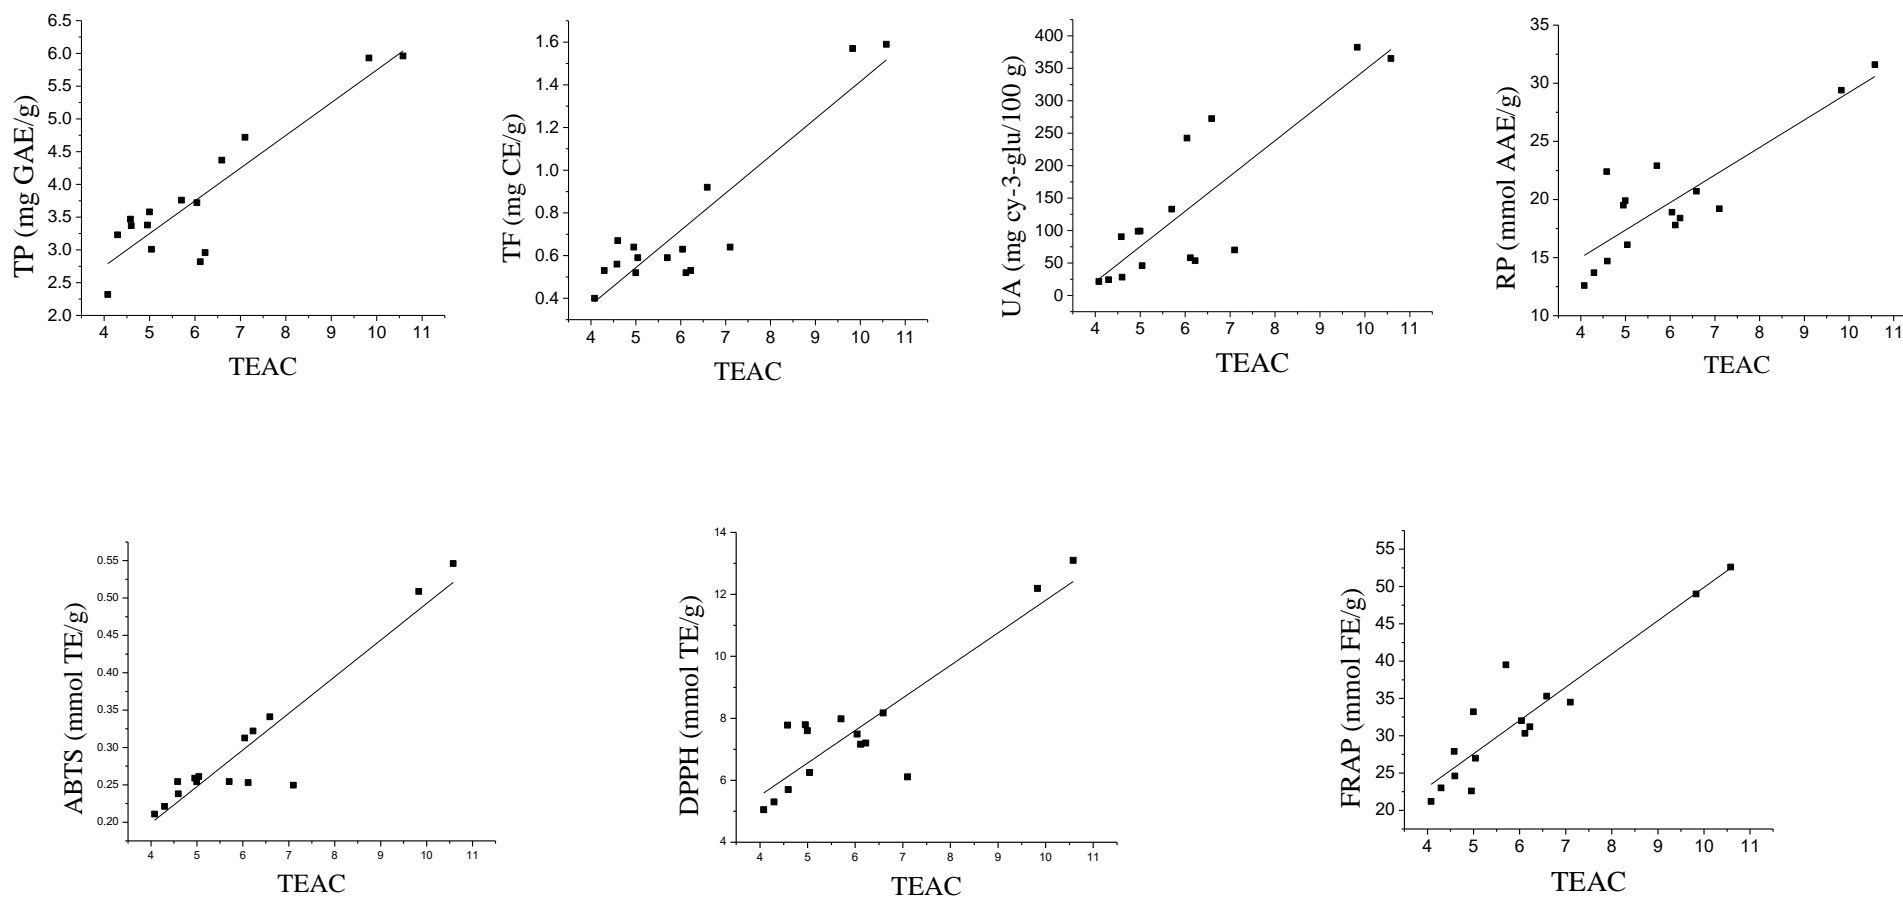 TP (mg GAE/g)
6.5
6.0
5.5
5.0
4.5
4.0
3.5
3.0
2.5
2.0
4 5 6 7 8 9 10 11
TEAC
TF (mg CE/g)
1.6
1.4
1.2
1.0
0.8
0.6
0.4
4 5 6 7 8 9 10 11
TEAC
UA (mg cy-3-glu/100 g)
400
350
300
250
200
150
100
50
0
4 5 6 7 8 9 10 11
TEAC
RP (mmol AAE/g)
35
30
25
20
15
10
4 5 6 7 8 9 10 11
TEAC
ABTS (mmol TE/g)
0.55
0.50
0.45
0.40
0.35
0.30
0.25
0.20
4 5 6 7 8 9 10 11
TEAC
DPPH (mmol TE/g)
14
12
10
8
6
4
4 5 6 7 8 9 10 11
TEAC
FRAP (mmol FE/g)
55
50
45
40
35
30
25
20
4 5 6 7 8 9 10 11
TEAC